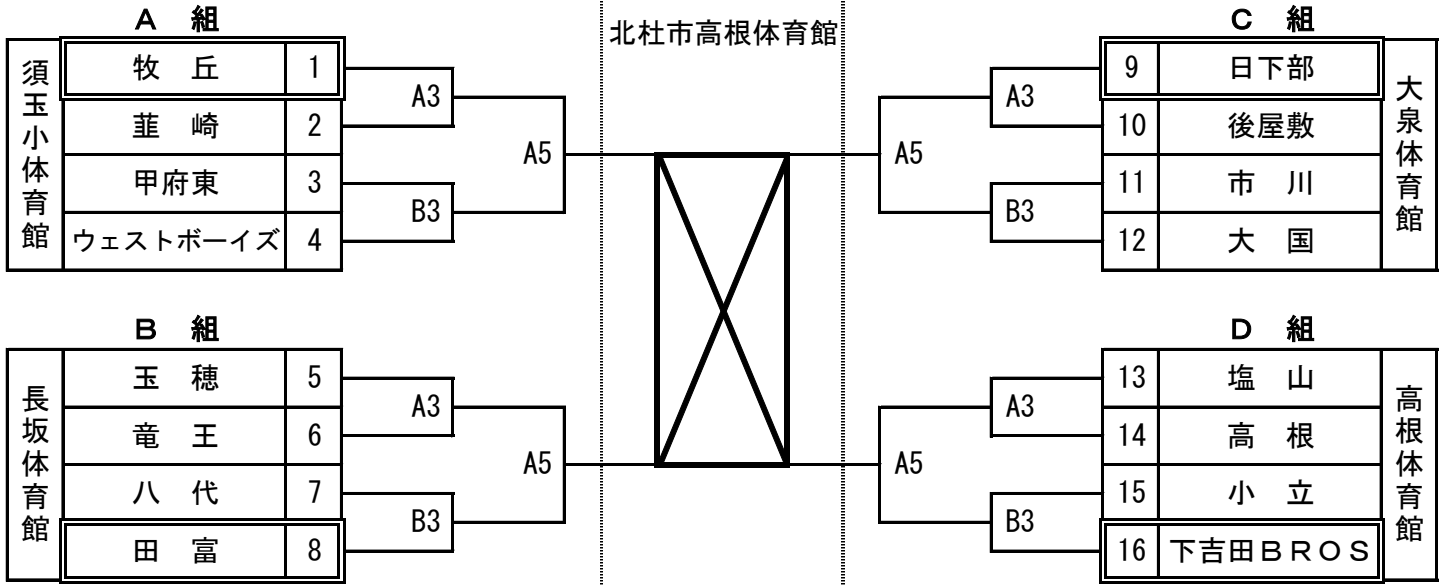 A 組
須玉小体育館
牧 丘 1
韮 崎 2
甲府東 3
ウェストボーイズ 4
A3
B3
A5
B 組
長坂体育館
玉 穂 5
竜 王 6
八 代 7
田 富 8
A3
B3
A5
北杜市高根体育館
C 組
9 日下部
10 後屋敷
11 市 川
12 大 国
大泉体育館
A3
B3
A5
D 組
13 塩 山
14 高 根
15 小 立
16 下吉田BROS
高根体育館
A3
B3
A5